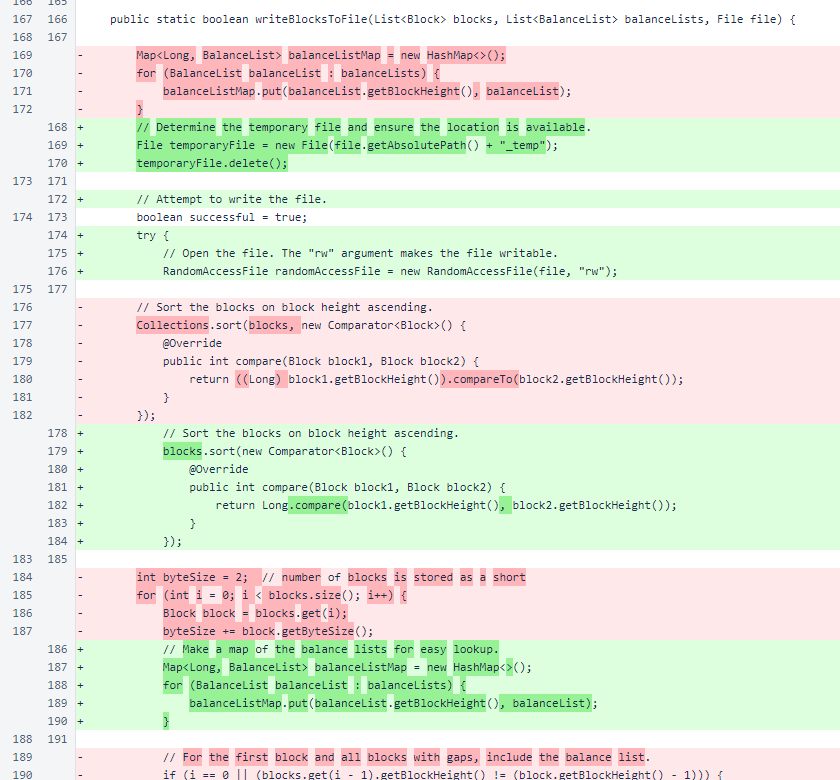 166 165
167 166 public static boolean writeBlocksToFile(List<Block> blocks, List<BalanceList> balanceLists, File file) {
168 167
169 - Map<Long, BalanceList> balanceListMap = new HashMap<>();
170 - for (BalanceList balanceList : balanceLists) {
171 - balanceListMap.put(balanceList.getBlockHeight(), balanceList);
172 - }
168 + // Determine the temporary file and ensure the location is available.
169 + File temporaryFile = new File(file.getAbsolutePath() + "_temp");
170 + temporaryFile.delete();
173 171
172 + // Attempt to write the file.
174 173 boolean successful = true;
174 + try {
175 + // Open the file. The "rw" argument makes the file writable.
176 + RandomAccessFile randomAccessFile = new RandomAccessFile(file, "rw");
175 177
176 - // Sort the blocks on block height ascending.
177 - Collections.sort(blocks, new Comparator<Block>() {
178 - @Override
179 - public int compare(Block block1, Block block2) {
180 - return ((Long) block1.getBlockHeight()).compareTo(block2.getBlockHeight());
181 - }
182 - });
178 + // Sort the blocks on block height ascending.
179 + blocks.sort(new Comparator<Block>() {
180 + @Override
181 + public int compare(Block block1, Block block2) {
182 + return Long.compare(block1.getBlockHeight(), block2.getBlockHeight());
183 + }
184 + });
183 185
184 - int byteSize = 2; // number of blocks is stored as a short
185 - for (int i = 0; i < blocks.size(); i++) {
186 - Block block = blocks.get(i);
187 - byteSize += block.getByteSize();
186 + // Make a map of the balance lists for easy lookup.
187 + Map<Long, BalanceList> balanceListMap = new HashMap<>();
188 + for (BalanceList balanceList : balanceLists) {
189 + balanceListMap.put(balanceList.getBlockHeight(), balanceList);
190 + }
188 191
189 - // For the first block and all blocks with gaps, include the balance list.
190 - if (i == 0 || (blocks.get(i - 1).getBlockHeight() != (block.getBlockHeight() - 1))) {